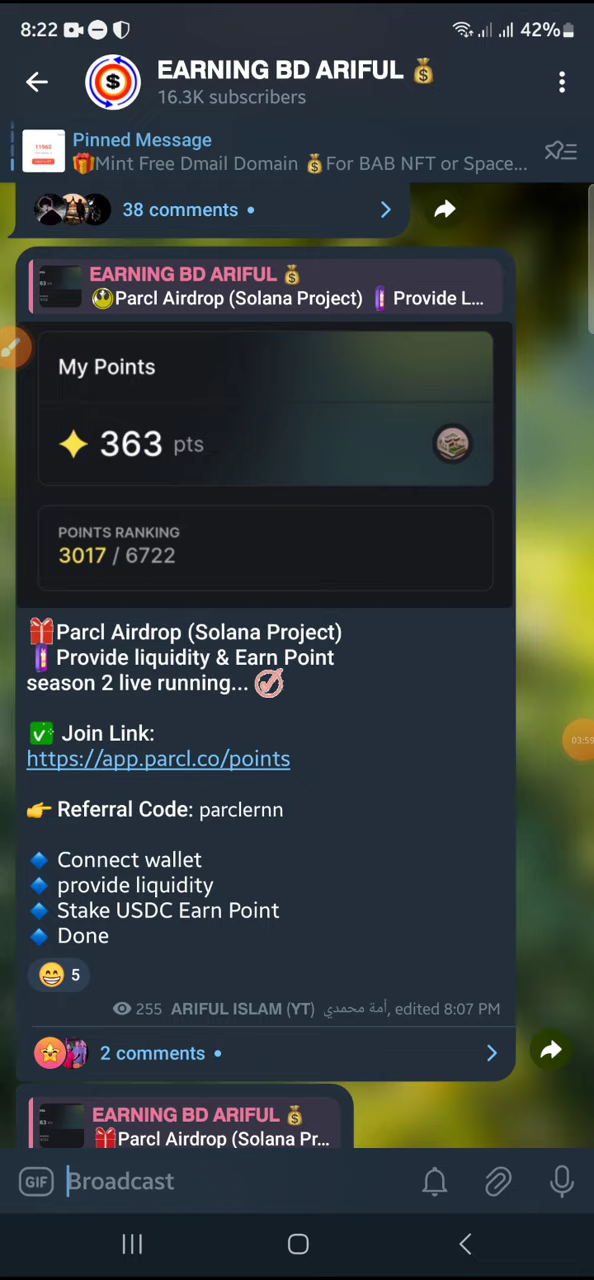 8:22
42%
EARNING BD ARIFUL
16.3K subscribers
Pinned Message
Mint Free Dmail Domain 💰For BAB NFT or Space...
38 comments
EARNING BD ARIFUL 💰
Parcl Airdrop (Solana Project) Provide L...
My Points
363 pts
POINTS RANKING
3017 / 6722
03:59
🎁Parcl Airdrop (Solana Project)
Provide liquidity & Earn Point
season 2 live running...
✅ Join Link:
https://app.parcl.co/points
👉 Referral Code: parclernn
🔹 Connect wallet
🔹 provide liquidity
🔹 Stake USDC Earn Point
🔹 Done
😁 5
255 ARIFUL ISLAM (YT) أمة محمدي, edited 8:07 PM
2 comments
EARNING BD ARIFUL 💰
🎁Parcl Airdrop (Solana Pr...
GIF
Broadcast